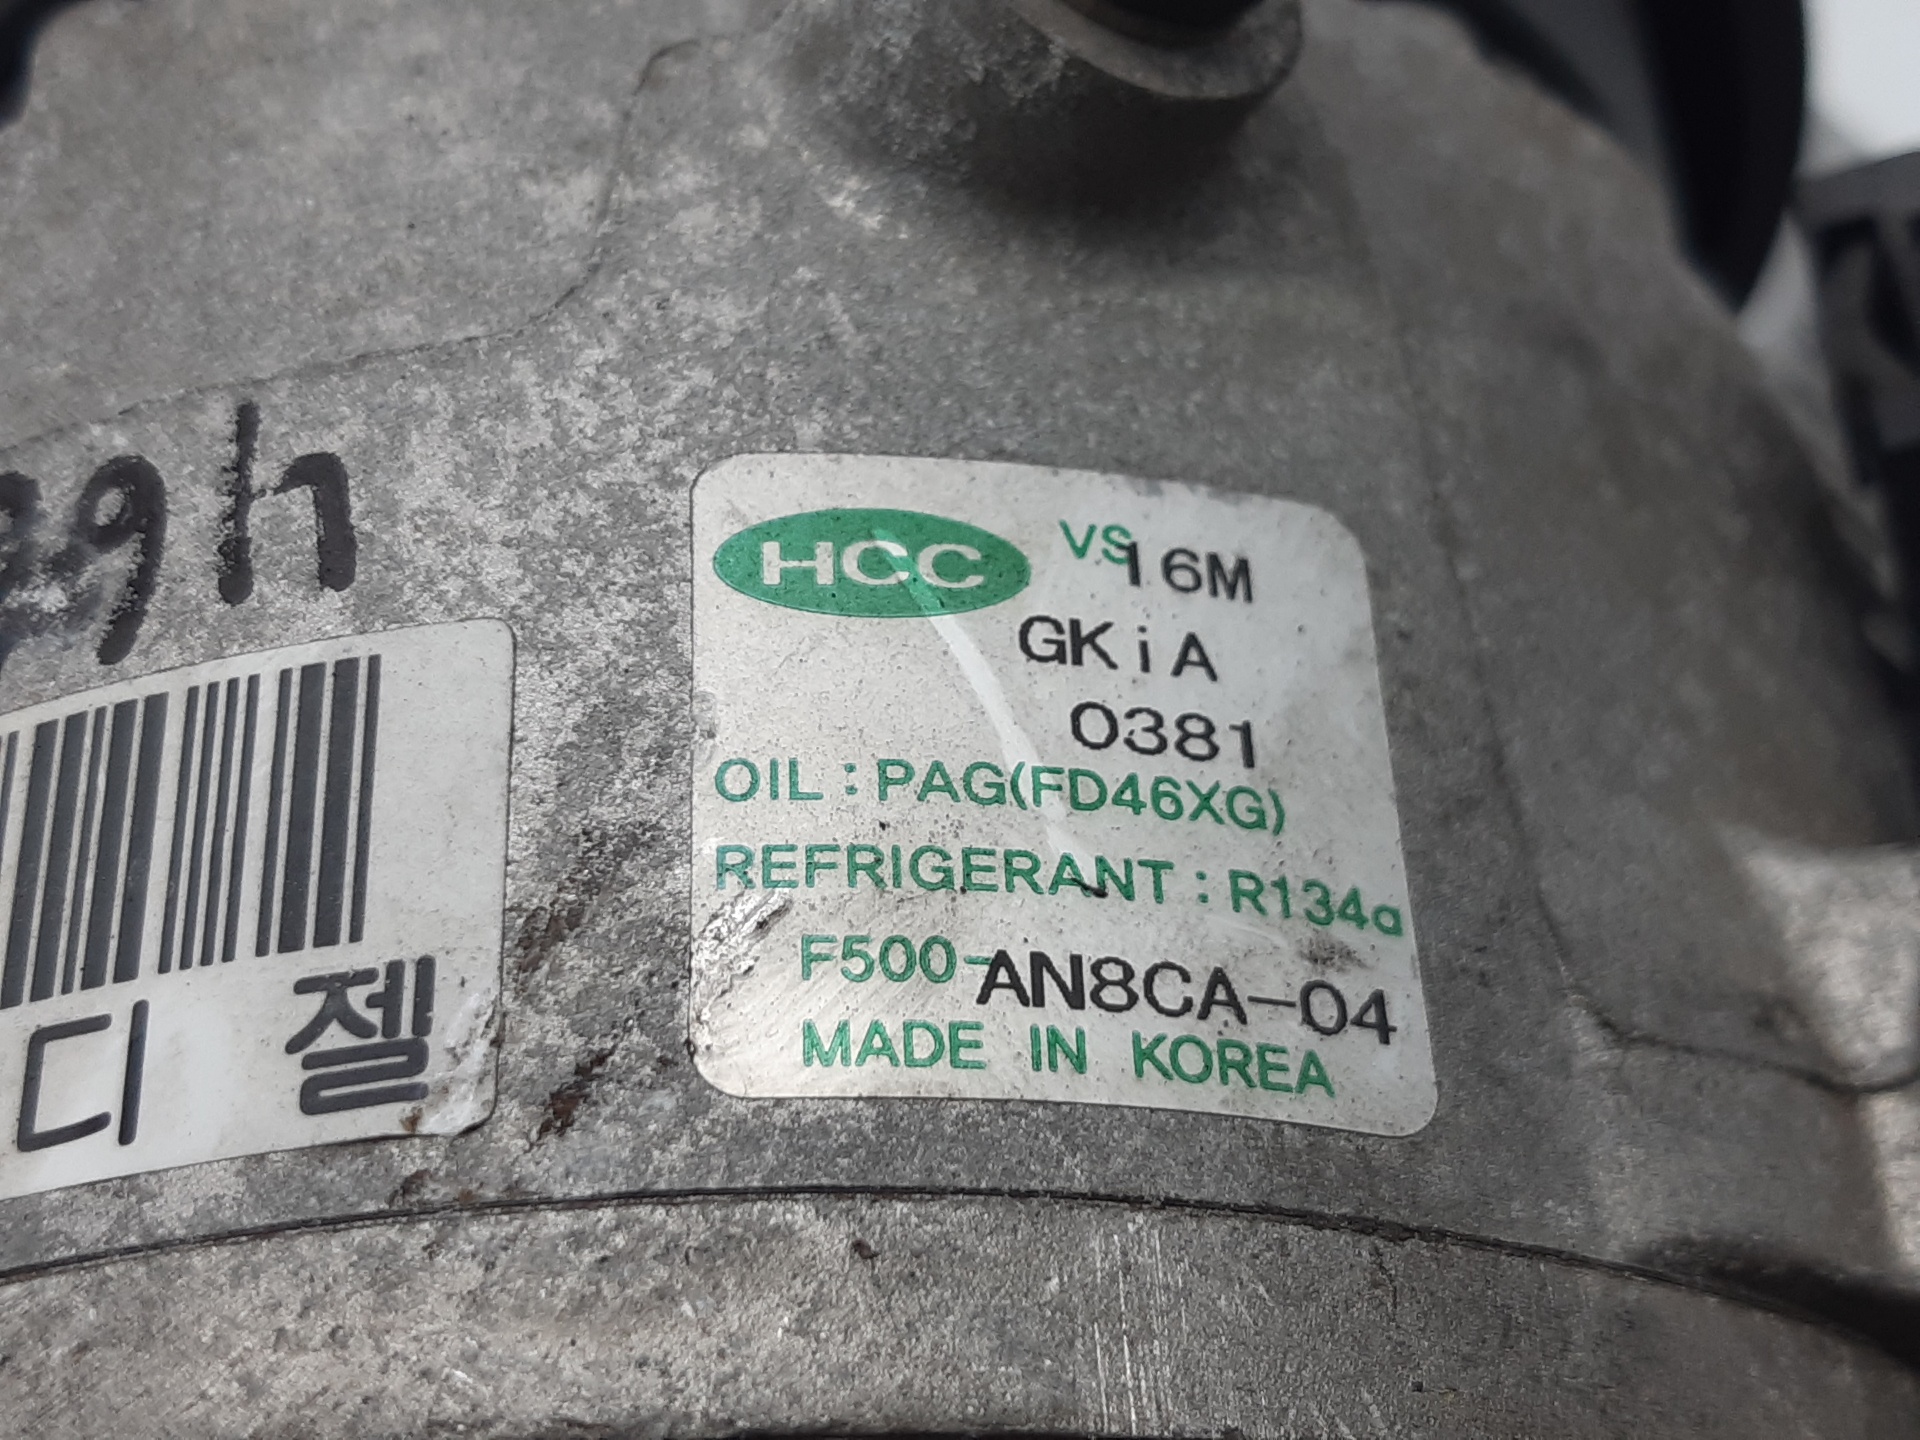 HCC VS16M
GKiA
0381
OIL : PAG(FD46XG)
REFRIGERANT : R134a
F500-AN8CA-04
MADE IN KOREA
디젤